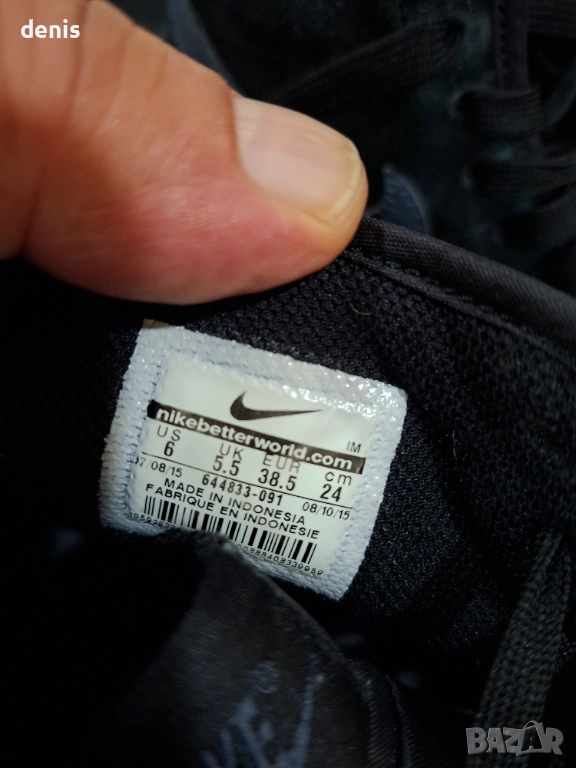 denis
nikebetterworld.com
IM
US UK EUR cm
6 5.5 38.5 24
07/08/15 644833-091 08/10/15
MADE IN INDONESIA
FABRIQUE EN INDONESIE
BAZAR